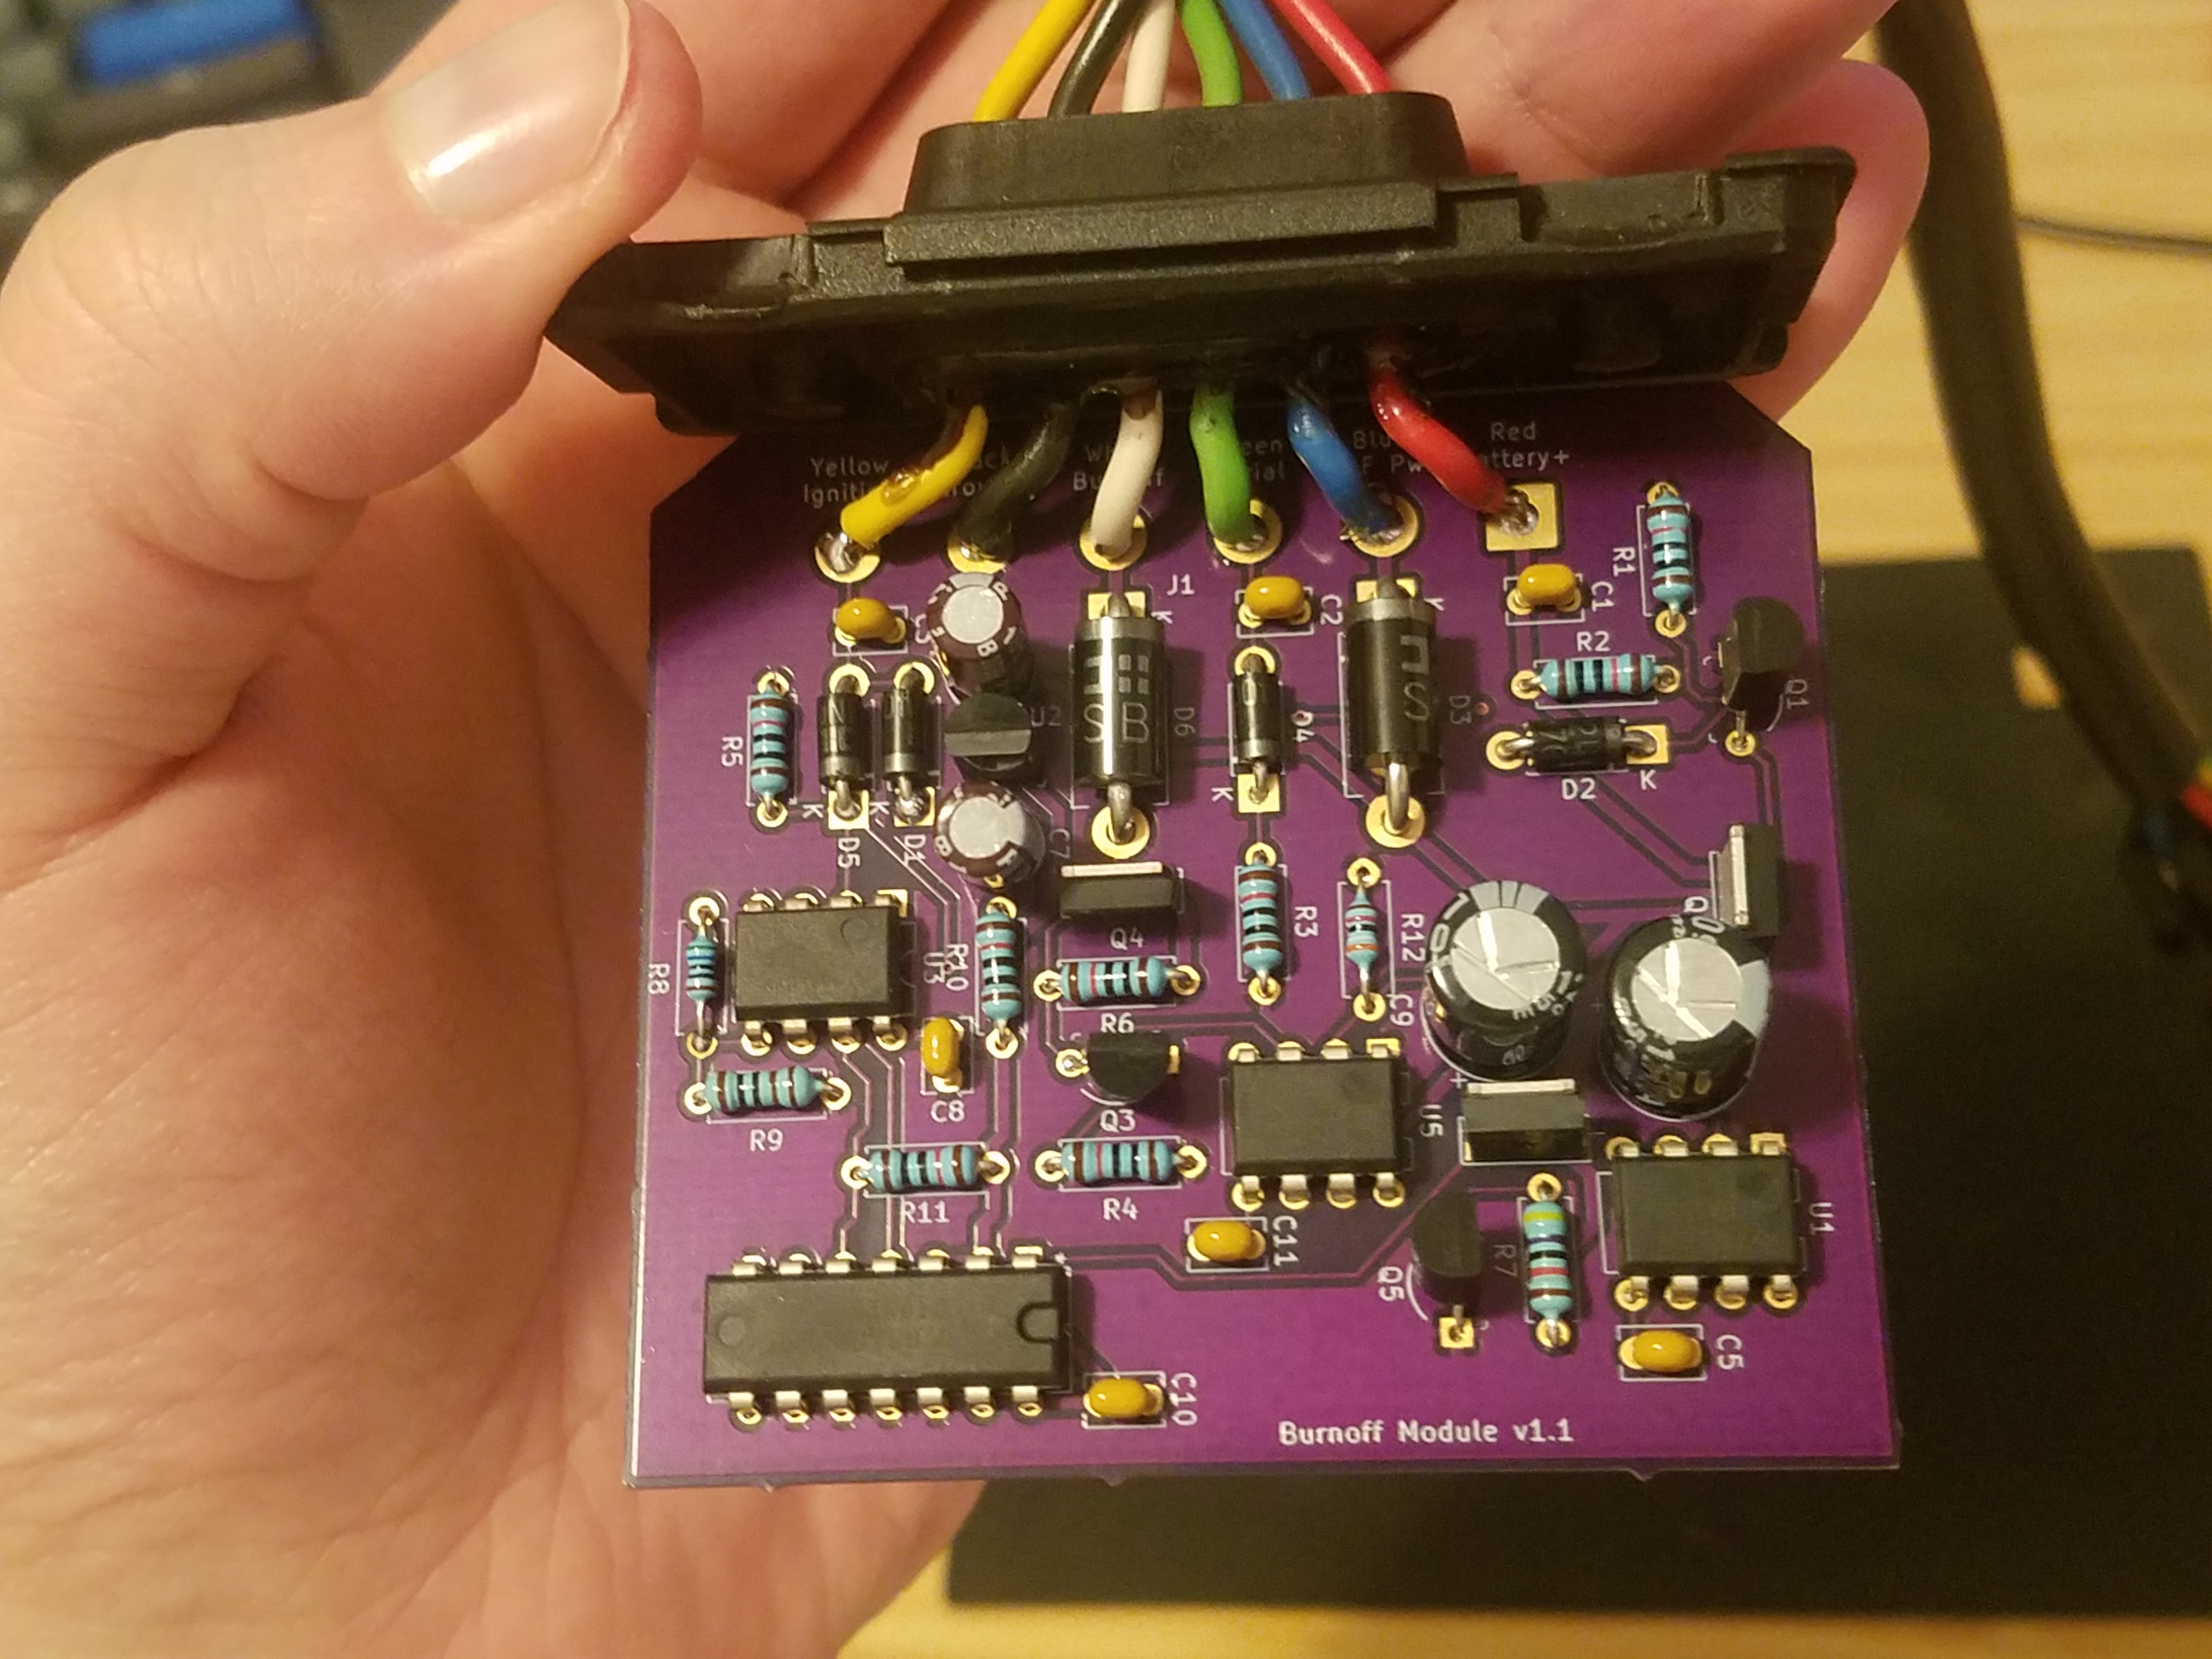 Yellow
Red
J1
K
C2
C1
R1
R2
R5
U2
SB
D6
D4
D3
Q1
K
K
K
D2
K
D5
D1
C7
Q4
R3
R12
R8
U3
R10
R6
C9
C8
Q3
U5
R9
R11
R4
C11
Q5
R7
U1
C5
C10
Burnoff Module v1.1